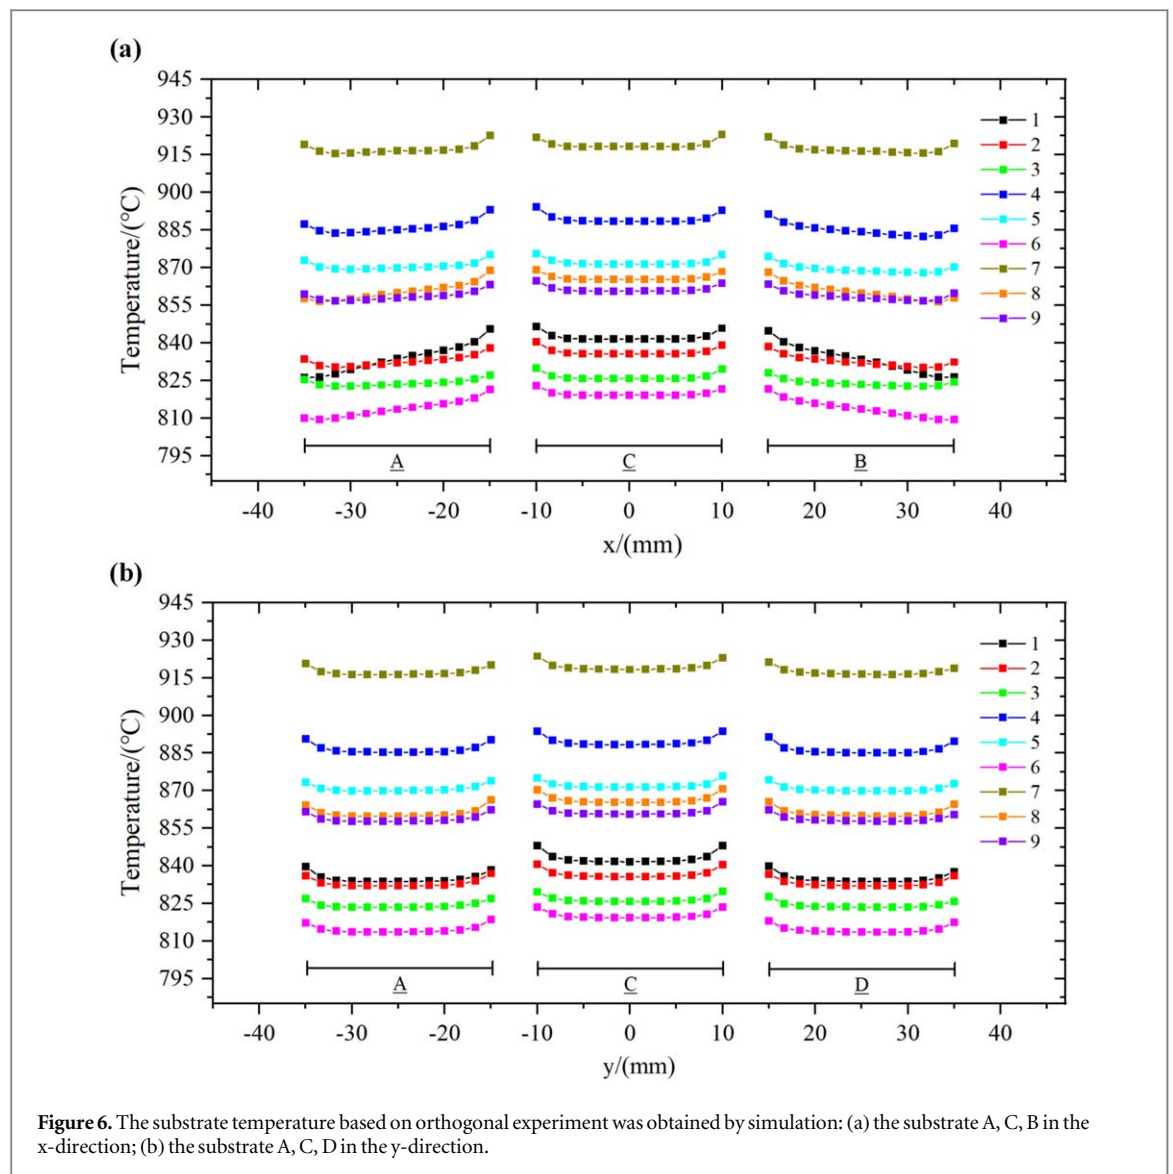 (a)
945
930
915
900
885
870
855
840
825
810
795
Temperature/(°C)
1
2
3
4
5
6
7
8
9
A
C
B
-40 -30 -20 -10 0 10 20 30 40
x/(mm)
(b)
945
930
915
900
885
870
855
840
825
810
795
Temperature/(°C)
1
2
3
4
5
6
7
8
9
A
C
D
-40 -30 -20 -10 0 10 20 30 40
y/(mm)
Figure 6. The substrate temperature based on orthogonal experiment was obtained by simulation: (a) the substrate A, C, B in the
x-direction; (b) the substrate A, C, D in the y-direction.